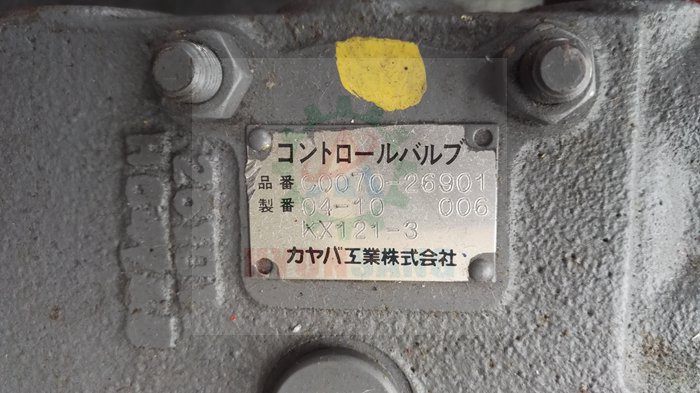 コントロールバルブ
品番 C0070-26901
製番 04-10 006
KX121-3
カヤバ工業株式会社